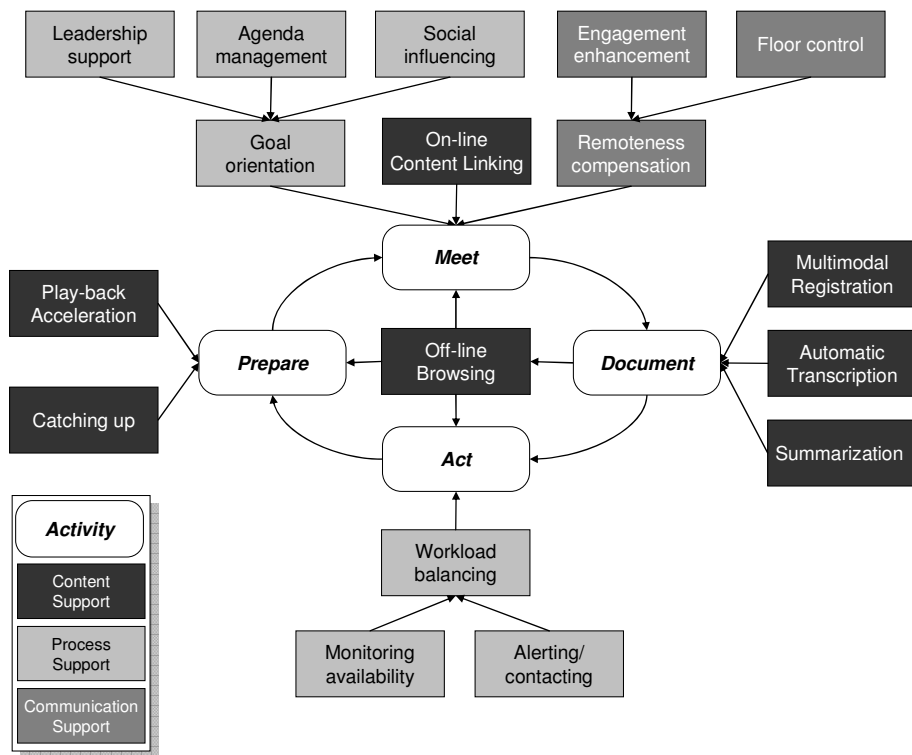 Leadership
support
Agenda
management
Social
influencing
Engagement
enhancement
Floor control
Goal
orientation
On-line
Content Linking
Remoteness
compensation
Meet
Play-back
Acceleration
Multimodal
Registration
Prepare
Off-line
Browsing
Document
Automatic
Transcription
Catching up
Act
Summarization
Activity
Content
Support
Process
Support
Communication
Support
Workload
balancing
Monitoring
availability
Alerting/
contacting